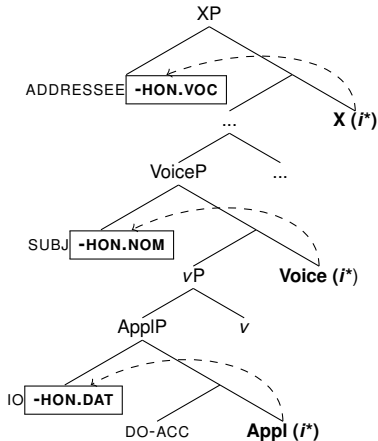 XP
ADDRESSEE -HON.VOC
X (i*)
...
VoiceP ...
SUBJ -HON.NOM
Voice (i*)
vP
ApplP v
IO -HON.DAT
DO-ACC Appl (i*)